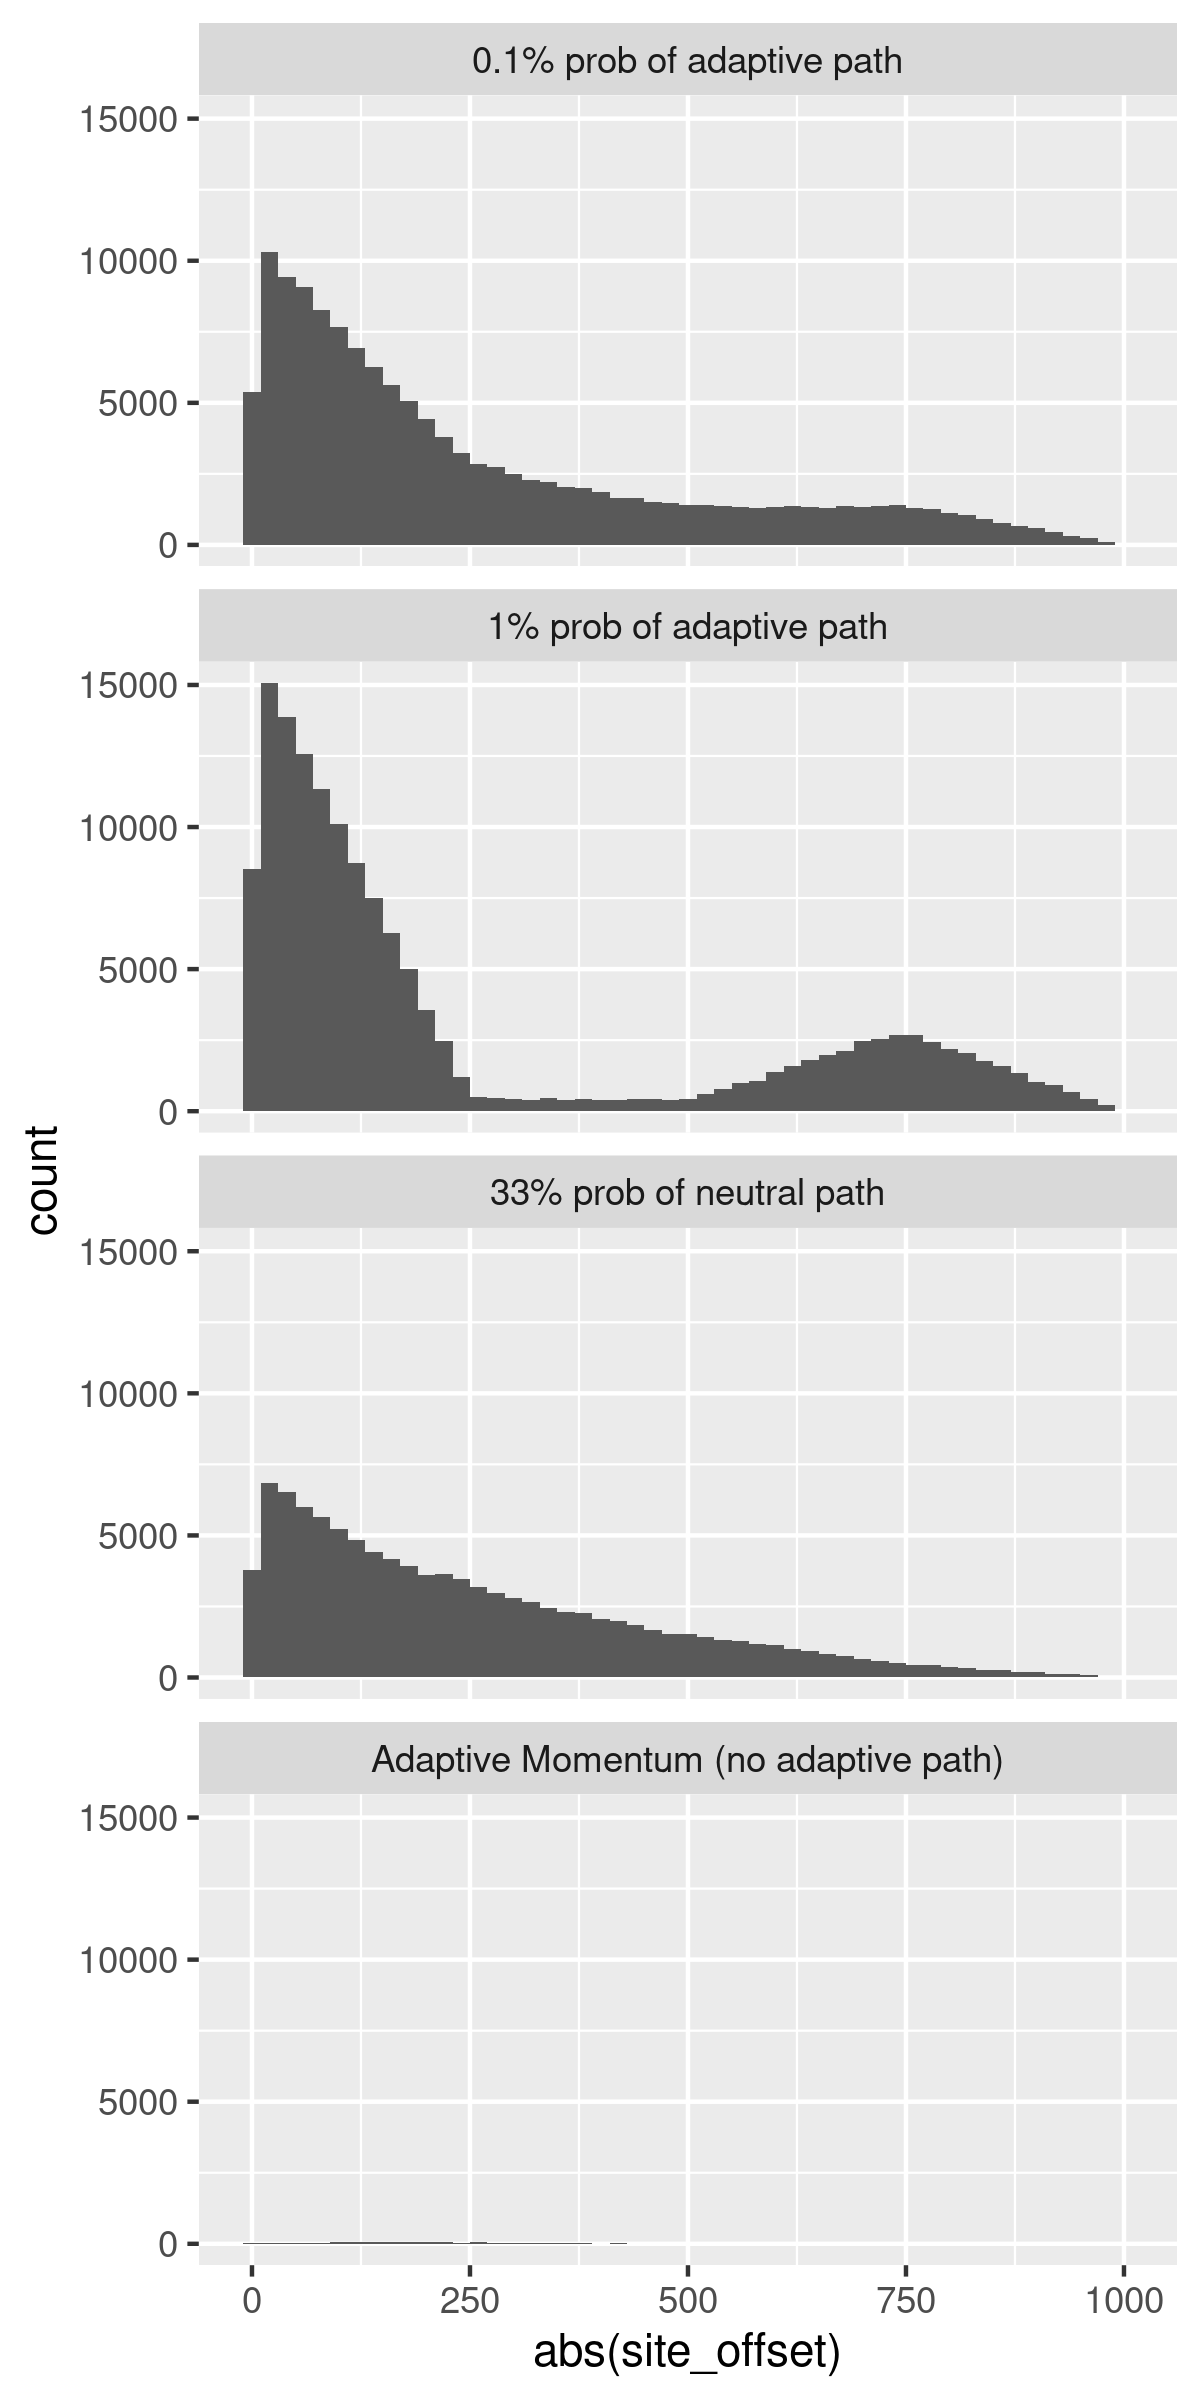 0.1% prob of adaptive path
15000
10000
5000
0
1% prob of adaptive path
15000
10000
5000
0
count
33% prob of neutral path
15000
10000
5000
0
Adaptive Momentum (no adaptive path)
15000
10000
5000
0
0 250 500 750 1000
abs(site_offset)